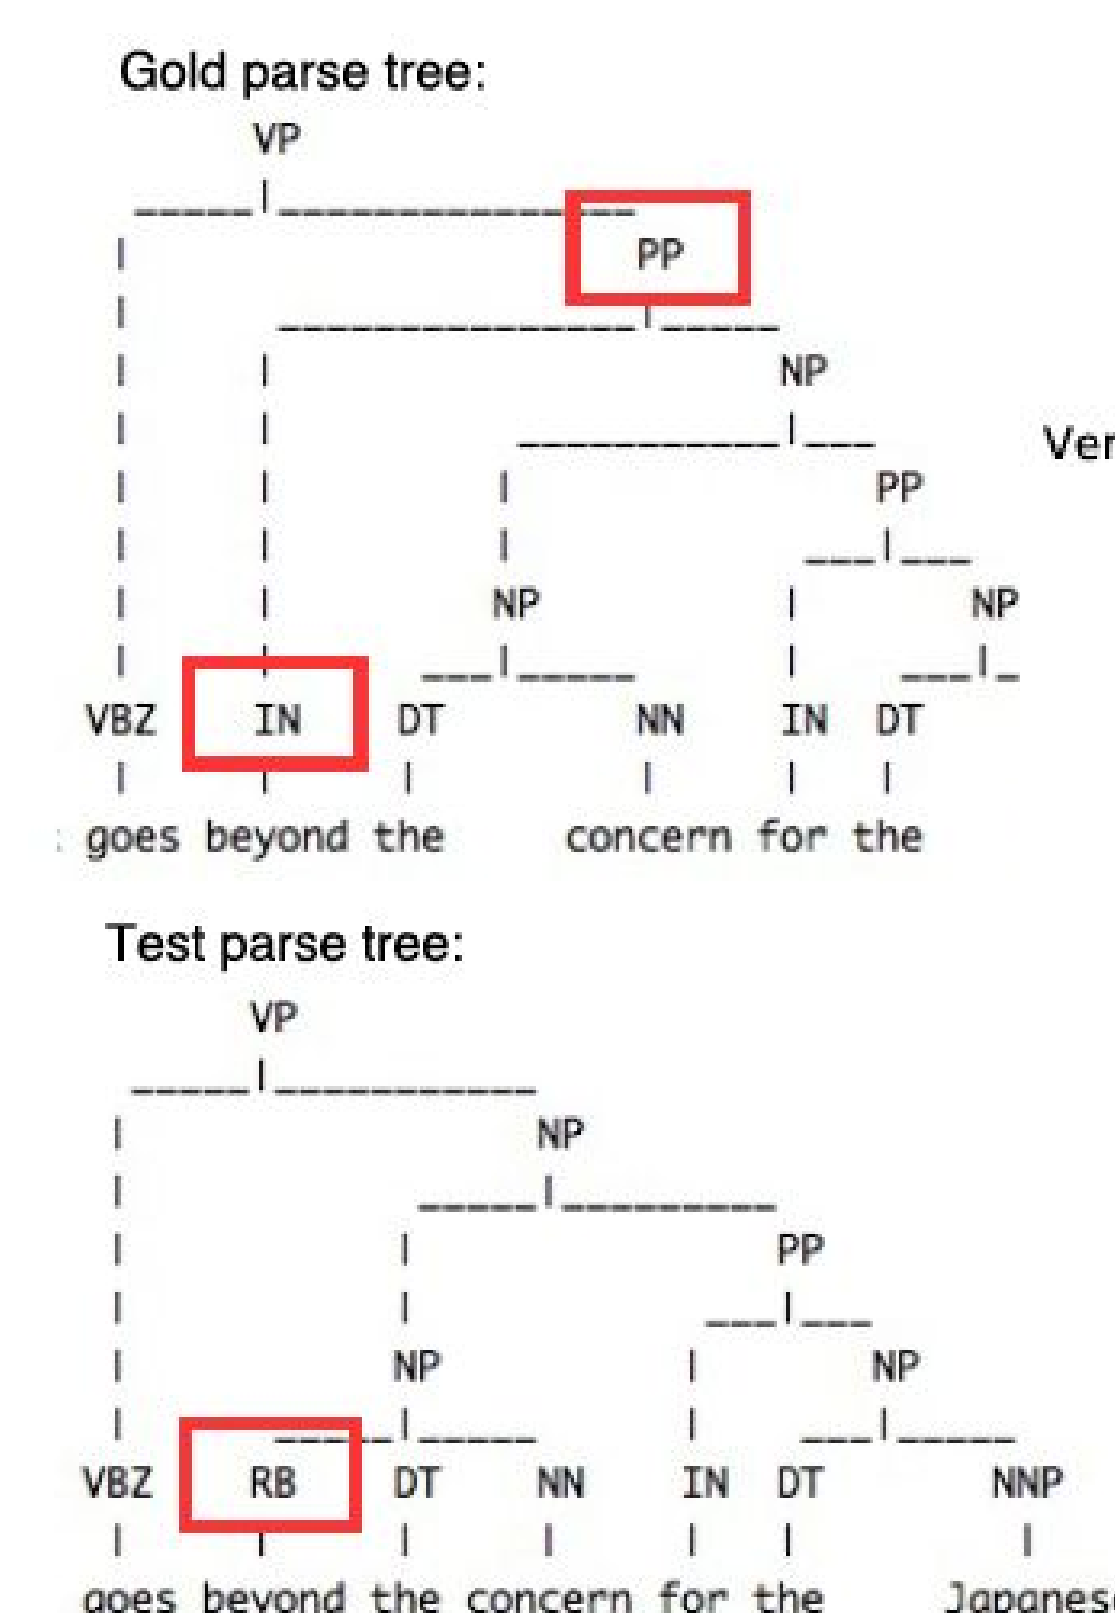 Gold parse tree:
VP
PP
NP
PP
NP
NP
VBZ IN DT NN IN DT
goes beyond the concern for the
Test parse tree:
VP
NP
PP
NP NP
VBZ RB DT NN IN DT NNP
goes beyond the concern for the